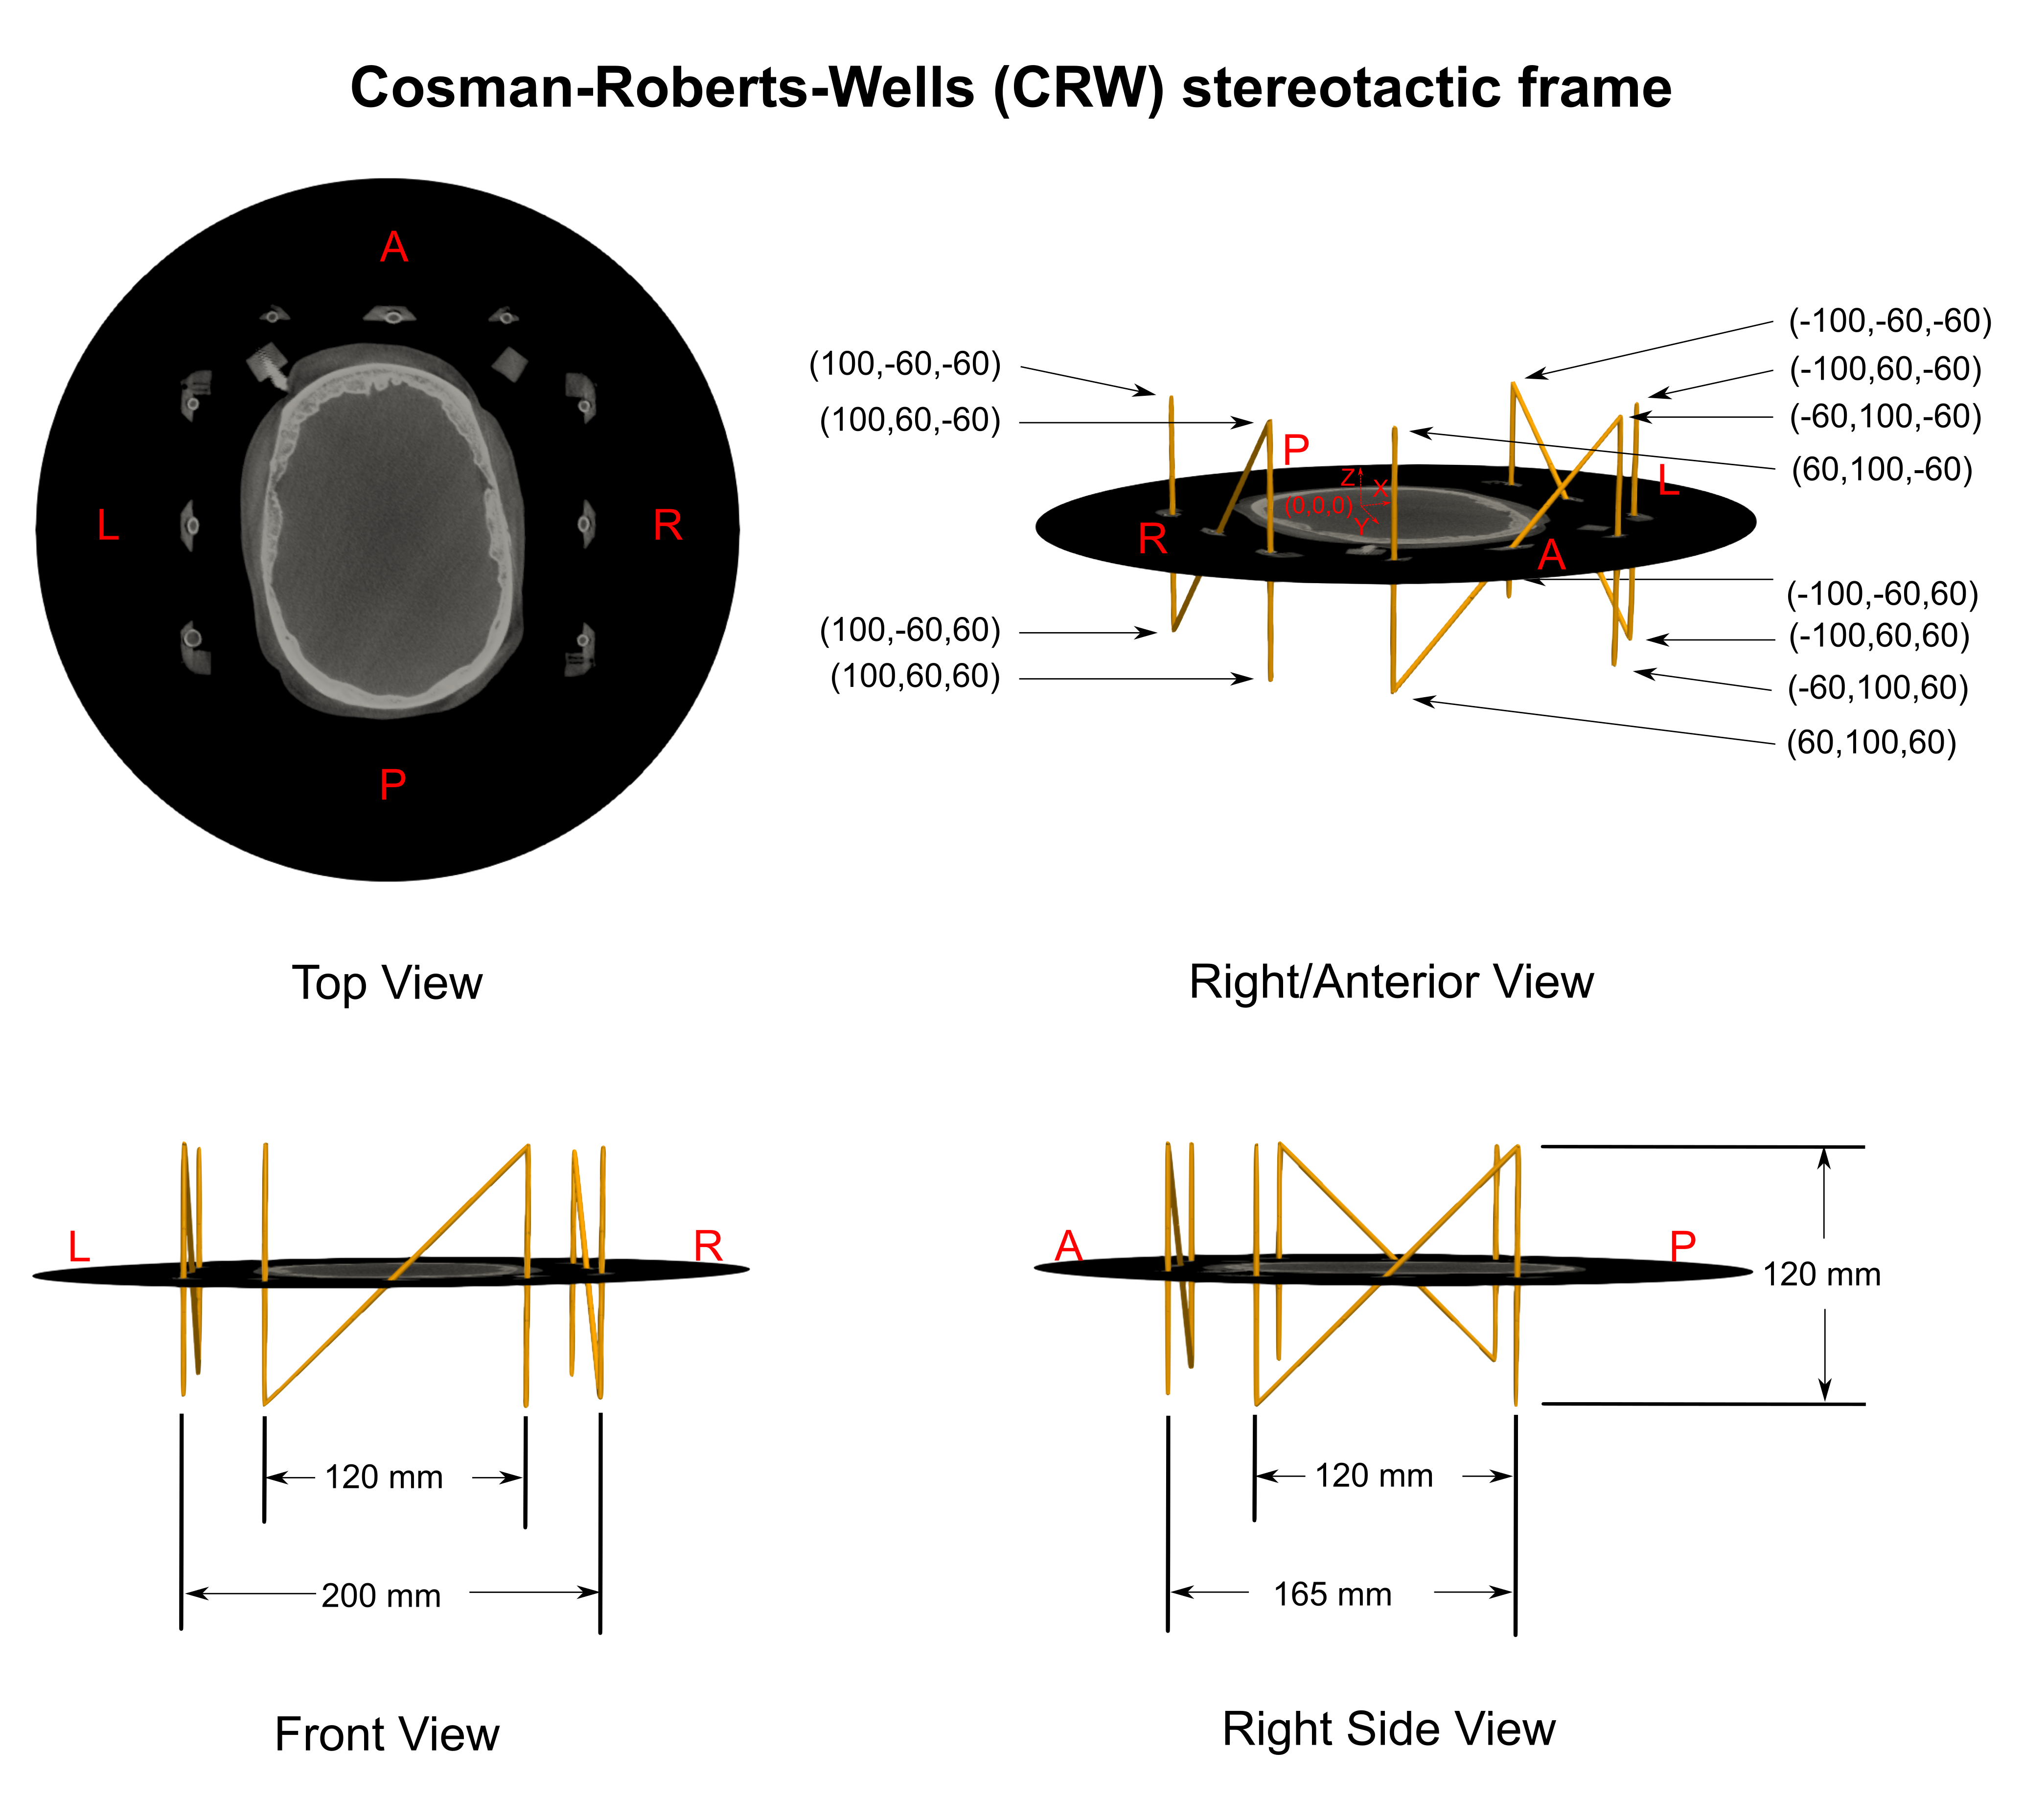 Cosman-Roberts-Wells (CRW) stereotactic frame
A
L
R
P
Top View
(100,-60,-60)
(100,60,-60)
(100,-60,60)
(100,60,60)
P
Z
X
(0,0,0)
Y
R
A
L
(-100,-60,-60)
(-100,60,-60)
(-60,100,-60)
(60,100,-60)
(-100,-60,60)
(-100,60,60)
(-60,100,60)
(60,100,60)
Right/Anterior View
L
R
120 mm
200 mm
Front View
A
P
120 mm
120 mm
165 mm
Right Side View